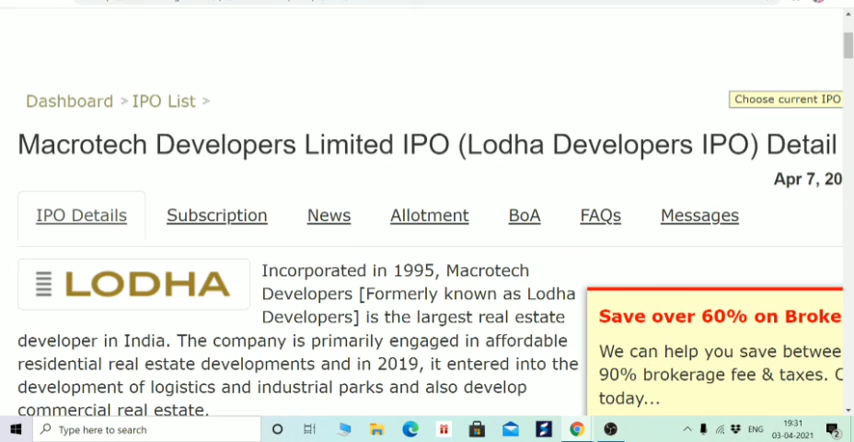 Dashboard > IPO List >
Choose current IPO
Macrotech Developers Limited IPO (Lodha Developers IPO) Detail
Apr 7, 20
IPO Details Subscription News Allotment BoA FAQs Messages
LODHA
Incorporated in 1995, Macrotech
Developers [Formerly known as Lodha
Developers] is the largest real estate
developer in India. The company is primarily engaged in affordable
residential real estate developments and in 2019, it entered into the
development of logistics and industrial parks and also develop
commercial real estate.
Save over 60% on Broke
We can help you save betwee
90% brokerage fee & taxes. C
today...
Type here to search
ENG
19:31
03-04-2021
2